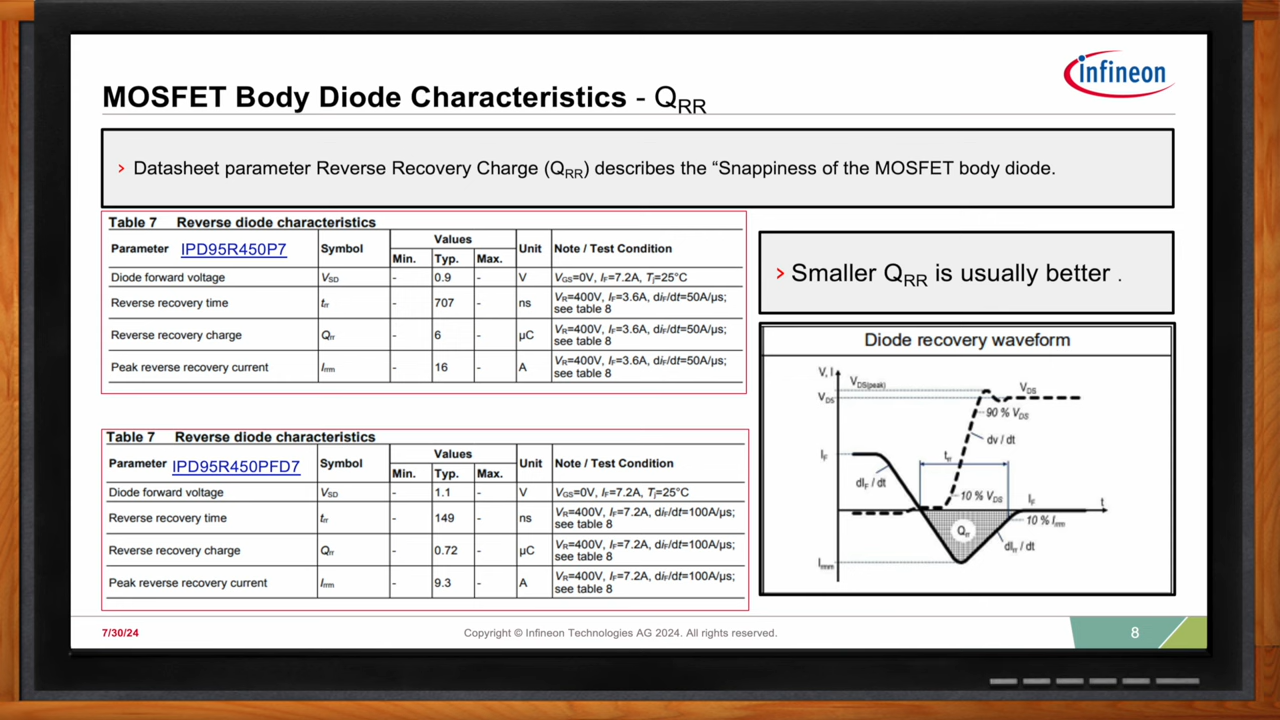 infineon
MOSFET Body Diode Characteristics - QRR
› Datasheet parameter Reverse Recovery Charge (QRR) describes the “Snappiness of the MOSFET body diode.
Table 7 Reverse diode characteristics
Parameter IPD95R450P7 Symbol Values Unit Note / Test Condition
Min. Typ. Max.
Diode forward voltage VSD - 0.9 - V VGS=0V, IF=7.2A, Tj=25°C
Reverse recovery time trr - 707 - ns VR=400V, IF=3.6A, diF/dt=50A/µs;
see table 8
Reverse recovery charge Qrr - 6 - µC VR=400V, IF=3.6A, diF/dt=50A/µs;
see table 8
Peak reverse recovery current Irrm - 16 - A VR=400V, IF=3.6A, diF/dt=50A/µs;
see table 8
Table 7 Reverse diode characteristics
Parameter IPD95R450PFD7 Symbol Values Unit Note / Test Condition
Min. Typ. Max.
Diode forward voltage VSD - 1.1 - V VGS=0V, IF=7.2A, Tj=25°C
Reverse recovery time trr - 149 - ns VR=400V, IF=7.2A, diF/dt=100A/µs;
see table 8
Reverse recovery charge Qrr - 0.72 - µC VR=400V, IF=7.2A, diF/dt=100A/µs;
see table 8
Peak reverse recovery current Irrm - 9.3 - A VR=400V, IF=7.2A, diF/dt=100A/µs;
see table 8
› Smaller QRR is usually better .
Diode recovery waveform
V, I
VDS(peak)
VDS
VDS
90 % VDS
dv / dt
IF
trr
dIF / dt
10 % VDS
IF
t
10 % Irrm
Qrr
dIrr / dt
Irrm
7/30/24
Copyright © Infineon Technologies AG 2024. All rights reserved.
8